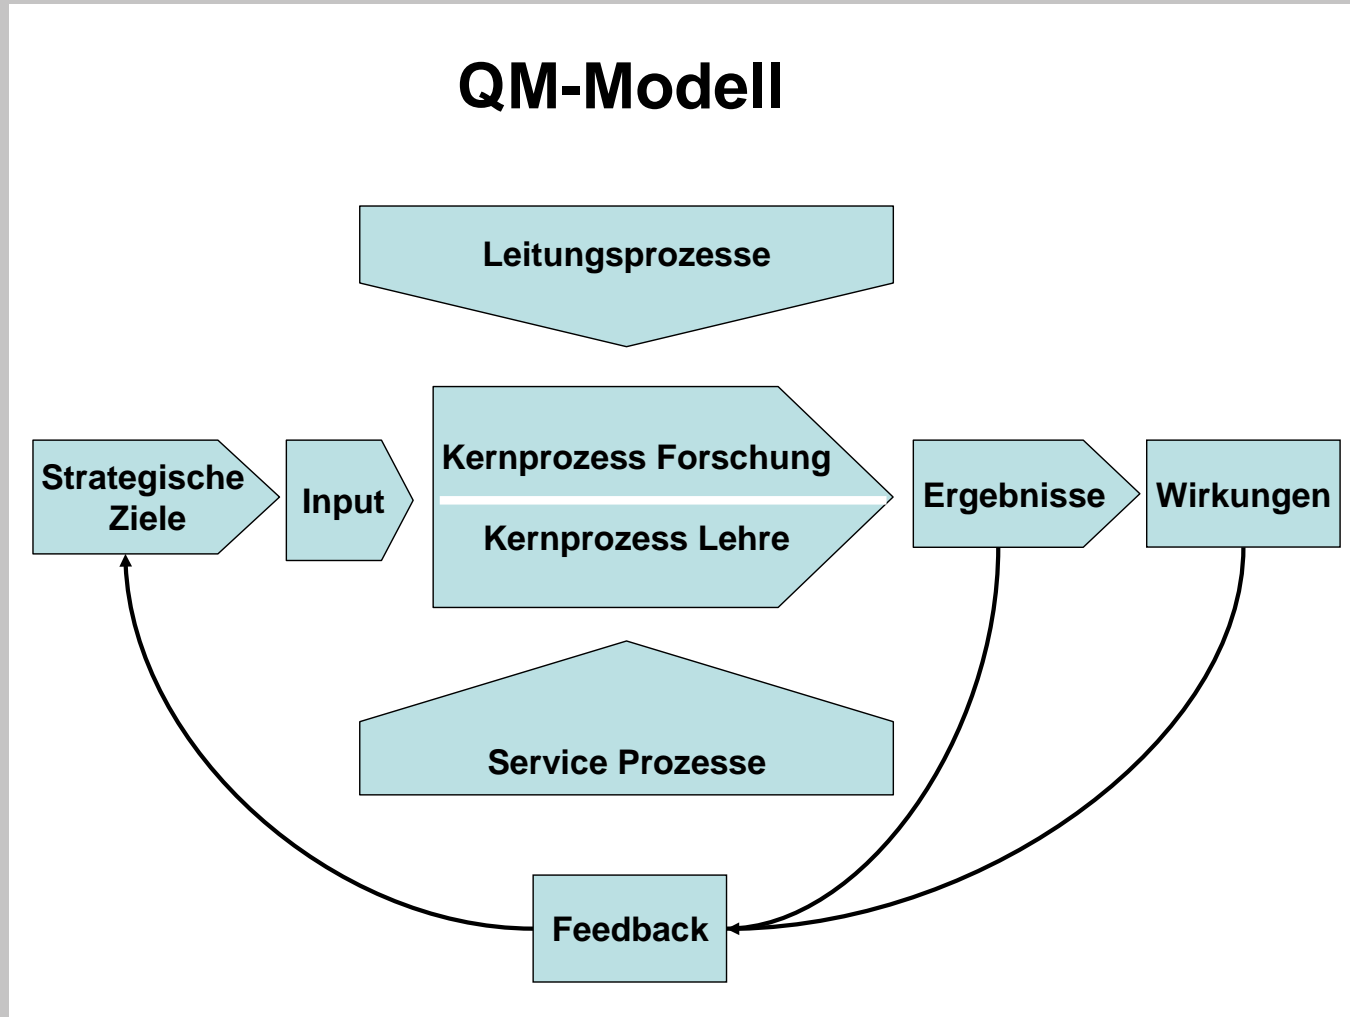 QM-Modell
Leitungsprozesse
Strategische
Ziele
Input
Kernprozess Forschung
Kernprozess Lehre
Ergebnisse
Wirkungen
Service Prozesse
Feedback